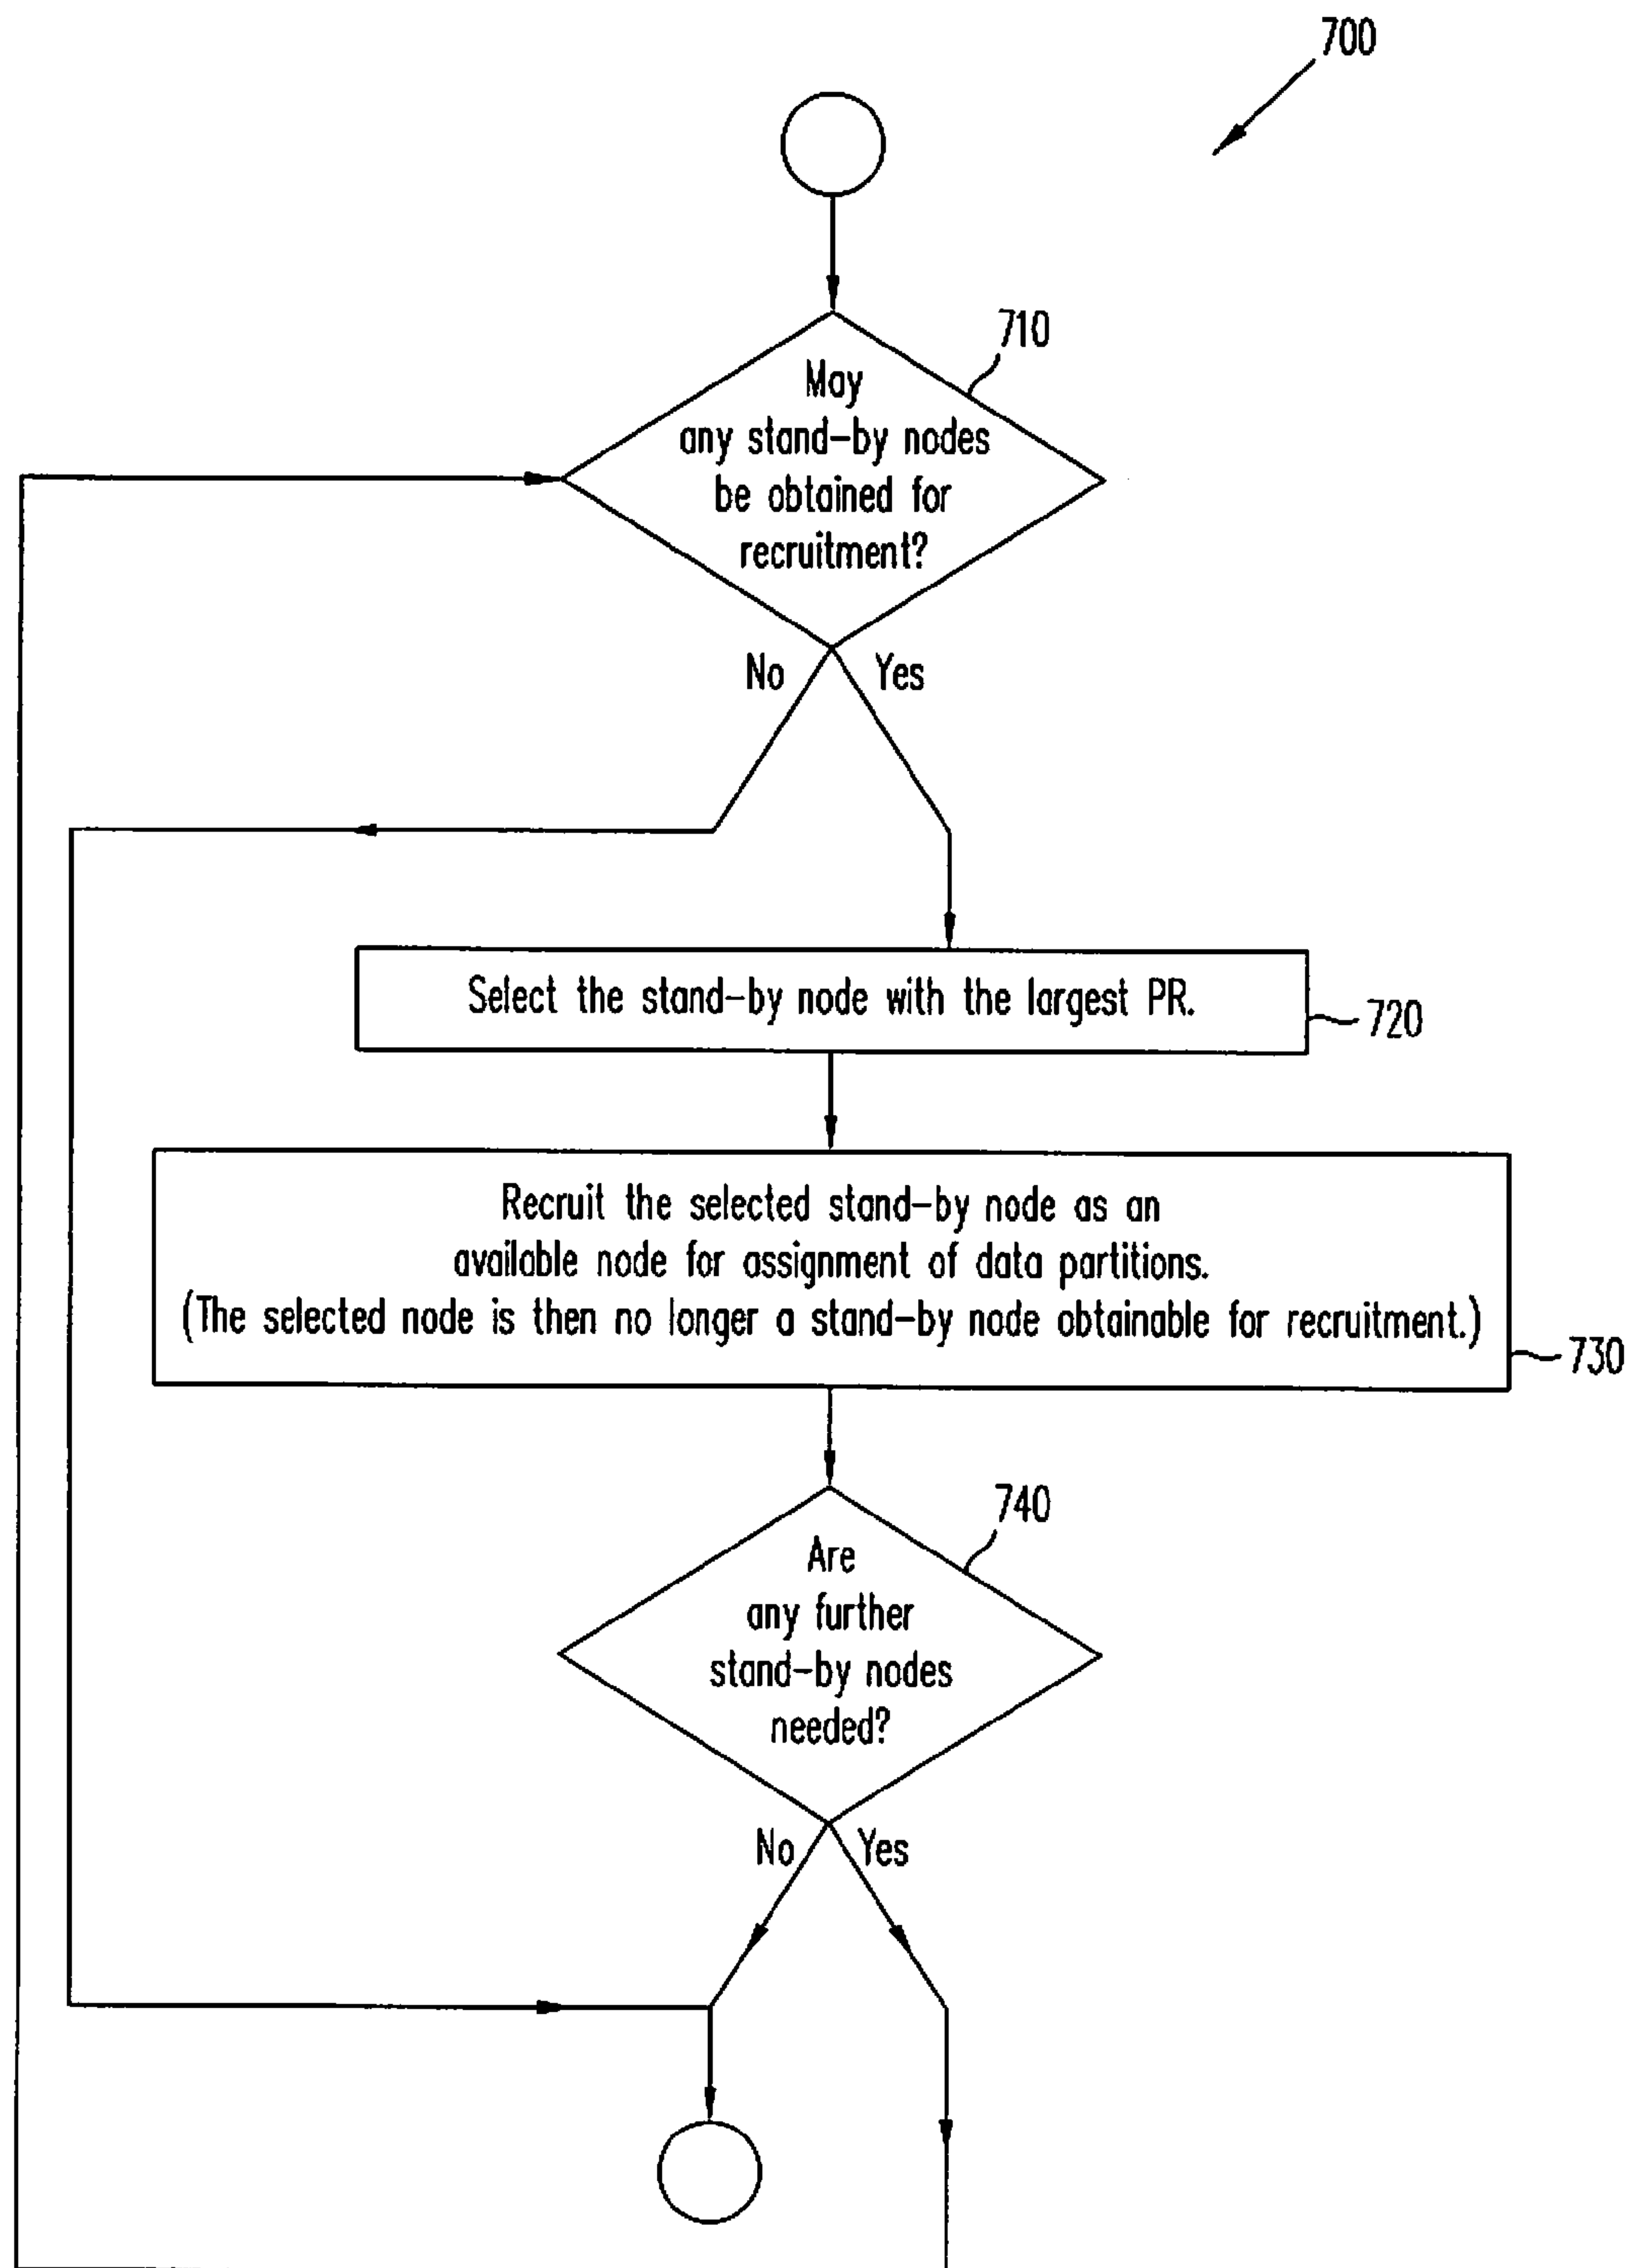 700
710
May
any stand-by nodes
be obtained for
recruitment?
No
Yes
Select the stand-by node with the largest PR.
720
Recruit the selected stand-by node as an
available node for assignment of data partitions.
(The selected node is then no longer a stand-by node obtainable for recruitment.)
730
740
Are
any further
stand-by nodes
needed?
No
Yes